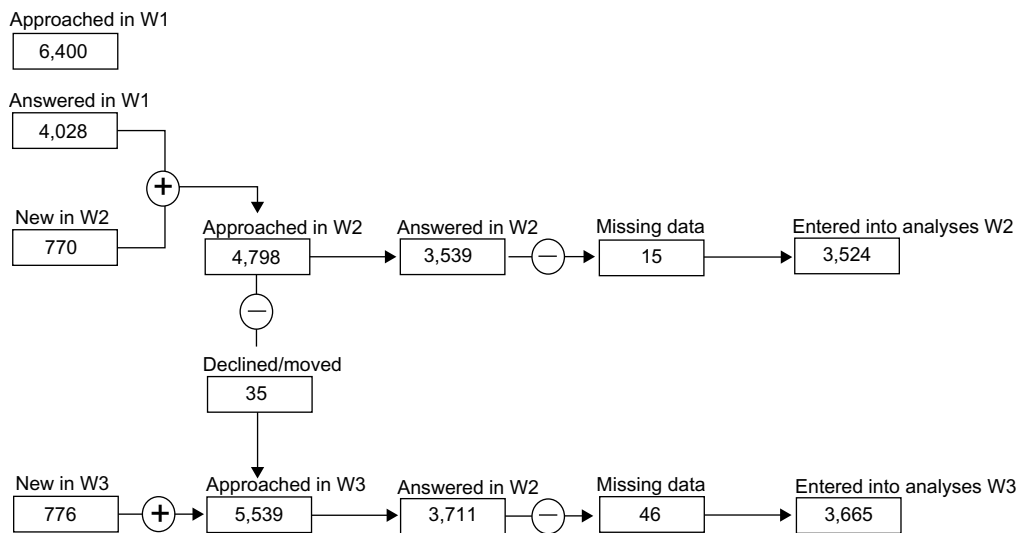 Approached in W1
6,400
Answered in W1
4,028
New in W2
770
+
Approached in W2
4,798
Answered in W2
3,539
—
Missing data
15
Entered into analyses W2
3,524
—
Declined/moved
35
New in W3
776
+
Approached in W3
5,539
Answered in W2
3,711
—
Missing data
46
Entered into analyses W3
3,665